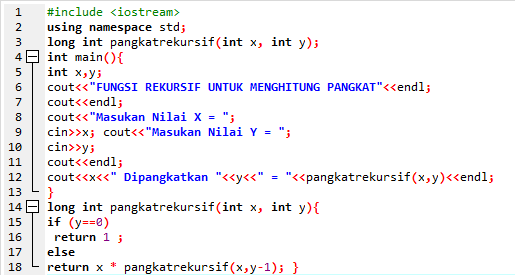 1 #include <iostream>
2 using namespace std;
3 long int pangkatrekursif(int x, int y);
4 int main(){
5 int x,y;
6 cout<<"FUNGSI REKURSIF UNTUK MENGHITUNG PANGKAT"<<endl;
7 cout<<endl;
8 cout<<"Masukan Nilai X = ";
9 cin>>x; cout<<"Masukan Nilai Y = ";
10 cin>>y;
11 cout<<endl;
12 cout<<x<<" Dipangkatkan "<<y<<" = "<<pangkatrekursif(x,y)<<endl;
13 }
14 long int pangkatrekursif(int x, int y){
15 if (y==0)
16 return 1 ;
17 else
18 return x * pangkatrekursif(x,y-1); }